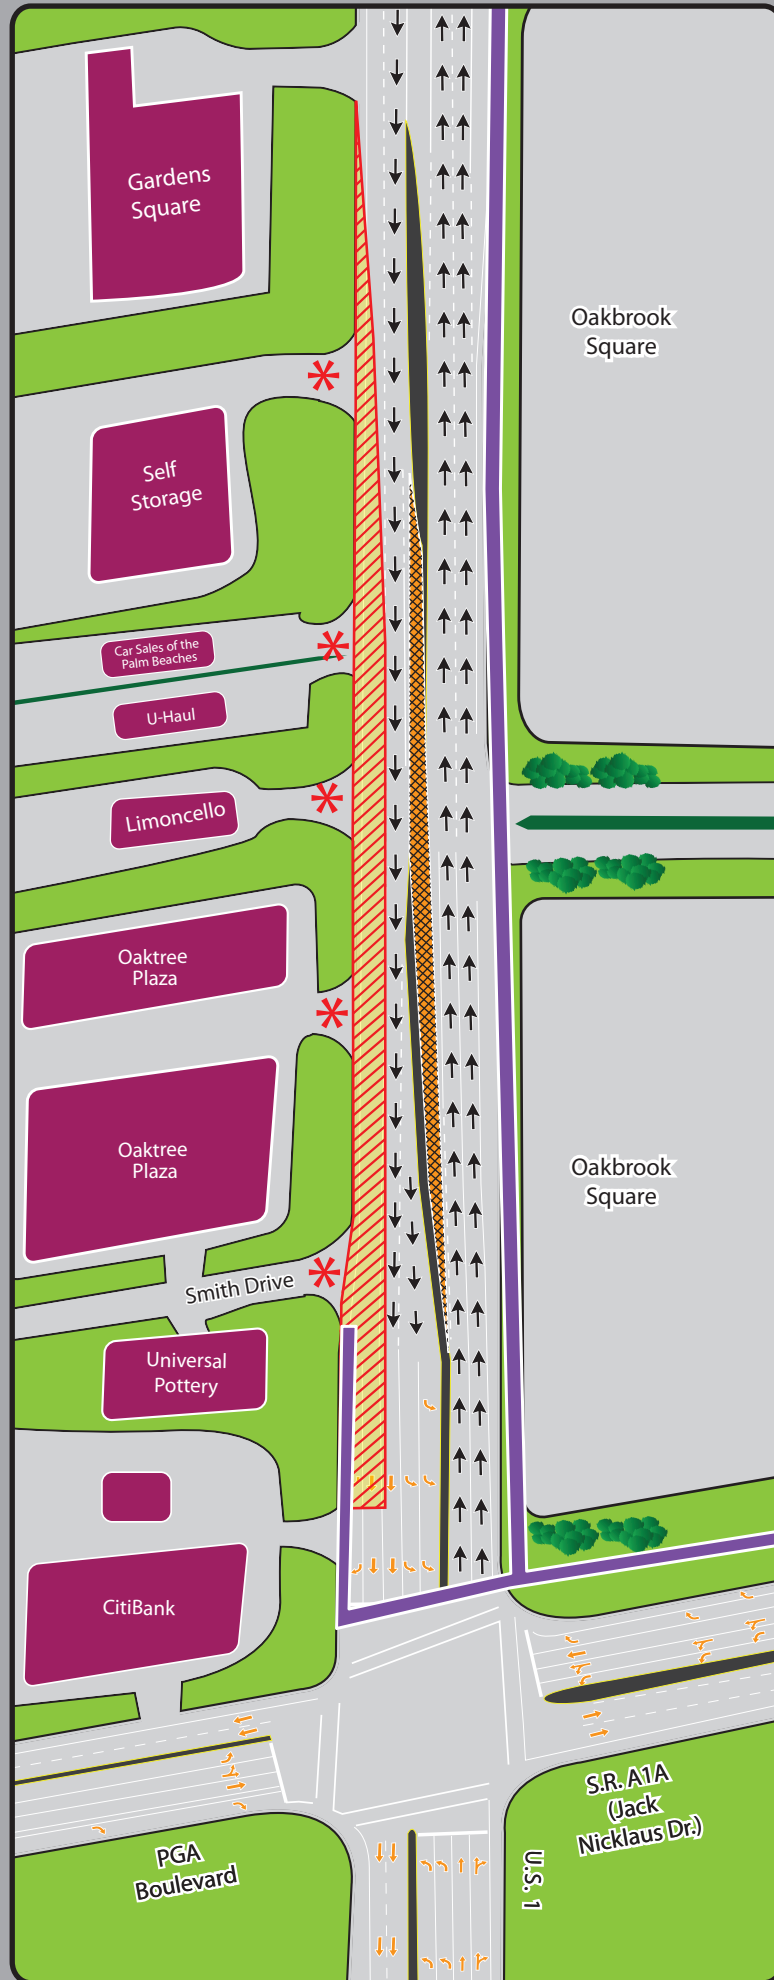 Gardens
Square
Oakbrook
Square
Self
Storage
Car Sales of the
Palm Beaches
U-Haul
Limoncello
Oaktree
Plaza
Oaktree
Plaza
Oakbrook
Square
Smith Drive
Universal
Pottery
CitiBank
S.R. A1A
(Jack
Nicklaus Dr.)
PGA
Boulevard
U.S. 1